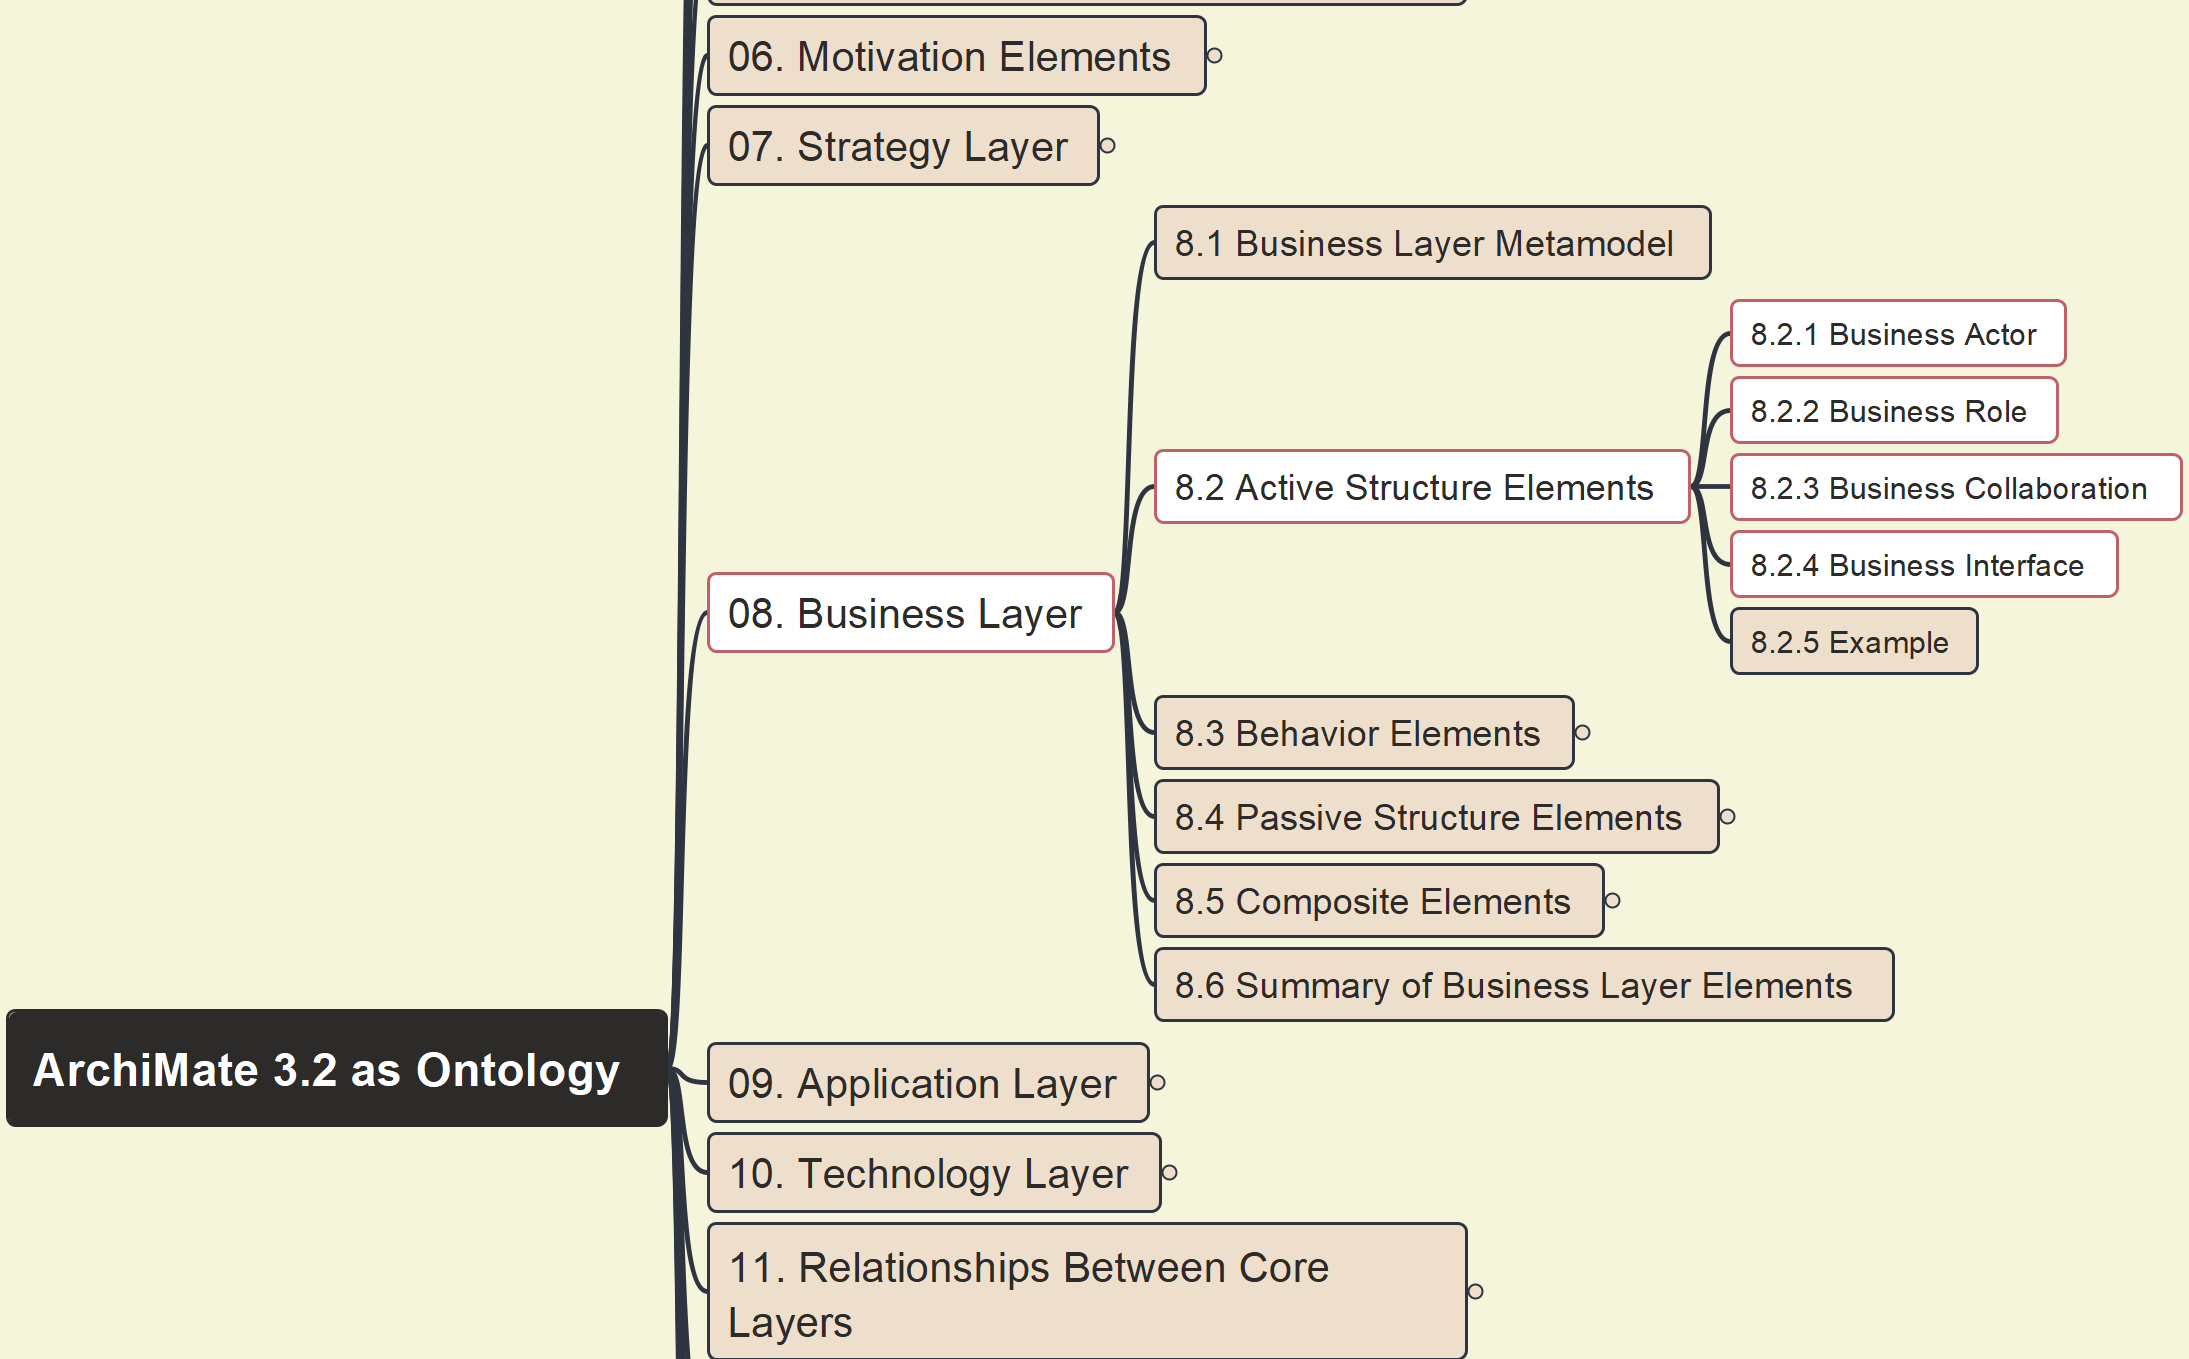 06. Motivation Elements
07. Strategy Layer
8.1 Business Layer Metamodel
8.2.1 Business Actor
8.2.2 Business Role
8.2 Active Structure Elements
8.2.3 Business Collaboration
8.2.4 Business Interface
08. Business Layer
8.2.5 Example
8.3 Behavior Elements
8.4 Passive Structure Elements
8.5 Composite Elements
8.6 Summary of Business Layer Elements
ArchiMate 3.2 as Ontology
09. Application Layer
10. Technology Layer
11. Relationships Between Core
Layers